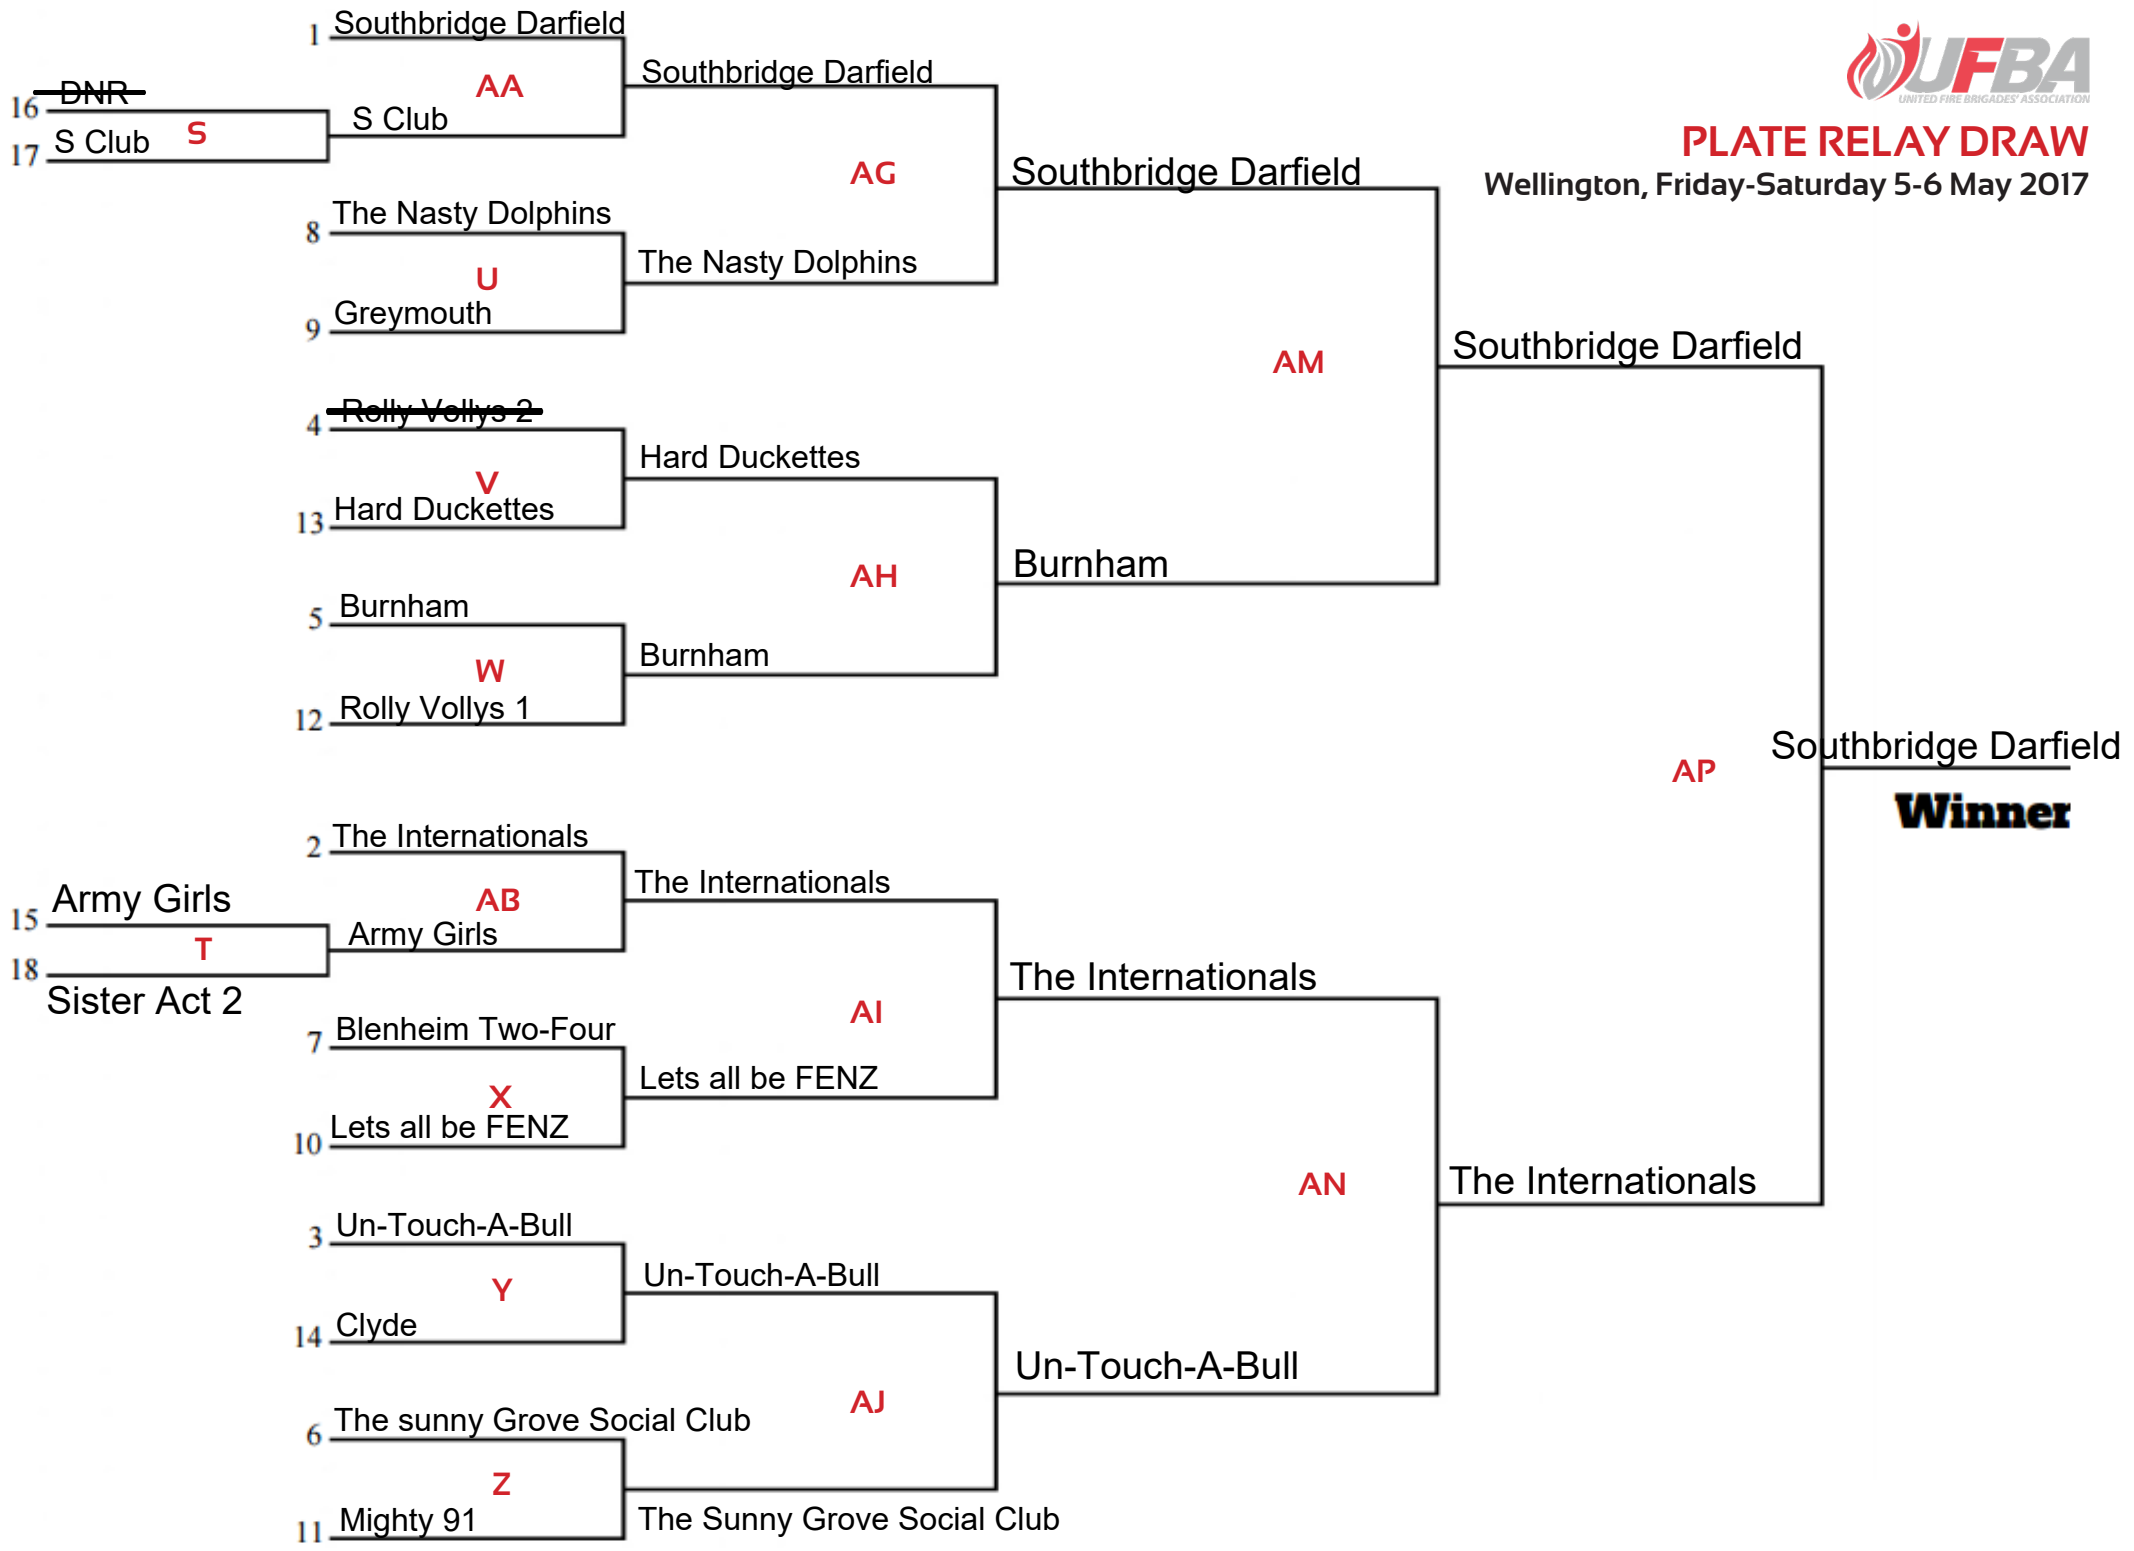 UFBA
UNITED FIRE BRIGADES' ASSOCIATION
PLATE RELAY DRAW
Wellington, Friday-Saturday 5-6 May 2017
1 Southbridge Darfield
AA
Southbridge Darfield
16 DNR
S
S Club
17 S Club
AG
Southbridge Darfield
8 The Nasty Dolphins
U
The Nasty Dolphins
9 Greymouth
AM
Southbridge Darfield
4 Rolly Vollys 2
V
Hard Duckettes
13 Hard Duckettes
AH
Burnham
5 Burnham
W
Burnham
12 Rolly Vollys 1
AP
Southbridge Darfield
Winner
2 The Internationals
AB
The Internationals
15 Army Girls
T
Army Girls
18
Sister Act 2
AI
The Internationals
7 Blenheim Two-Four
X
Lets all be FENZ
10 Lets all be FENZ
AN
The Internationals
3 Un-Touch-A-Bull
Y
Un-Touch-A-Bull
14 Clyde
AJ
Un-Touch-A-Bull
6 The sunny Grove Social Club
Z
11 Mighty 91
The Sunny Grove Social Club